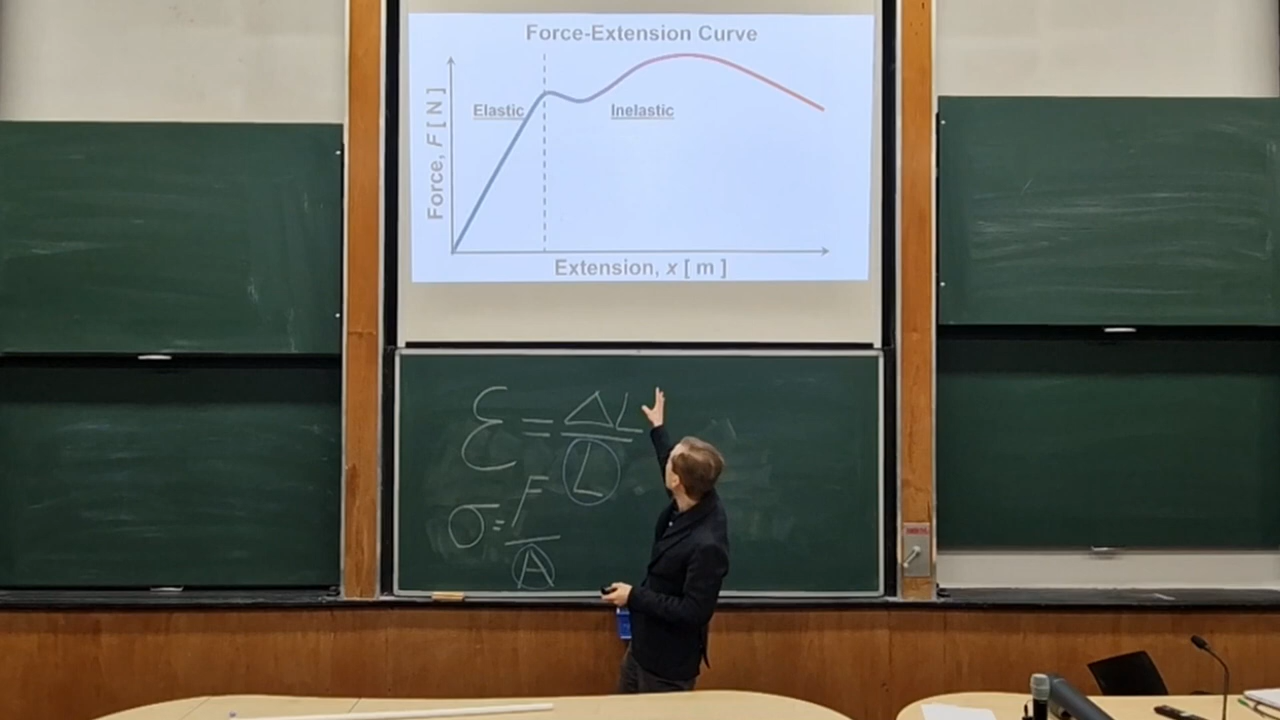 Force-Extension Curve
Force, F [ N ]
Elastic
Inelastic
Extension, x [ m ]
ε = ΔL / L
σ = F / A